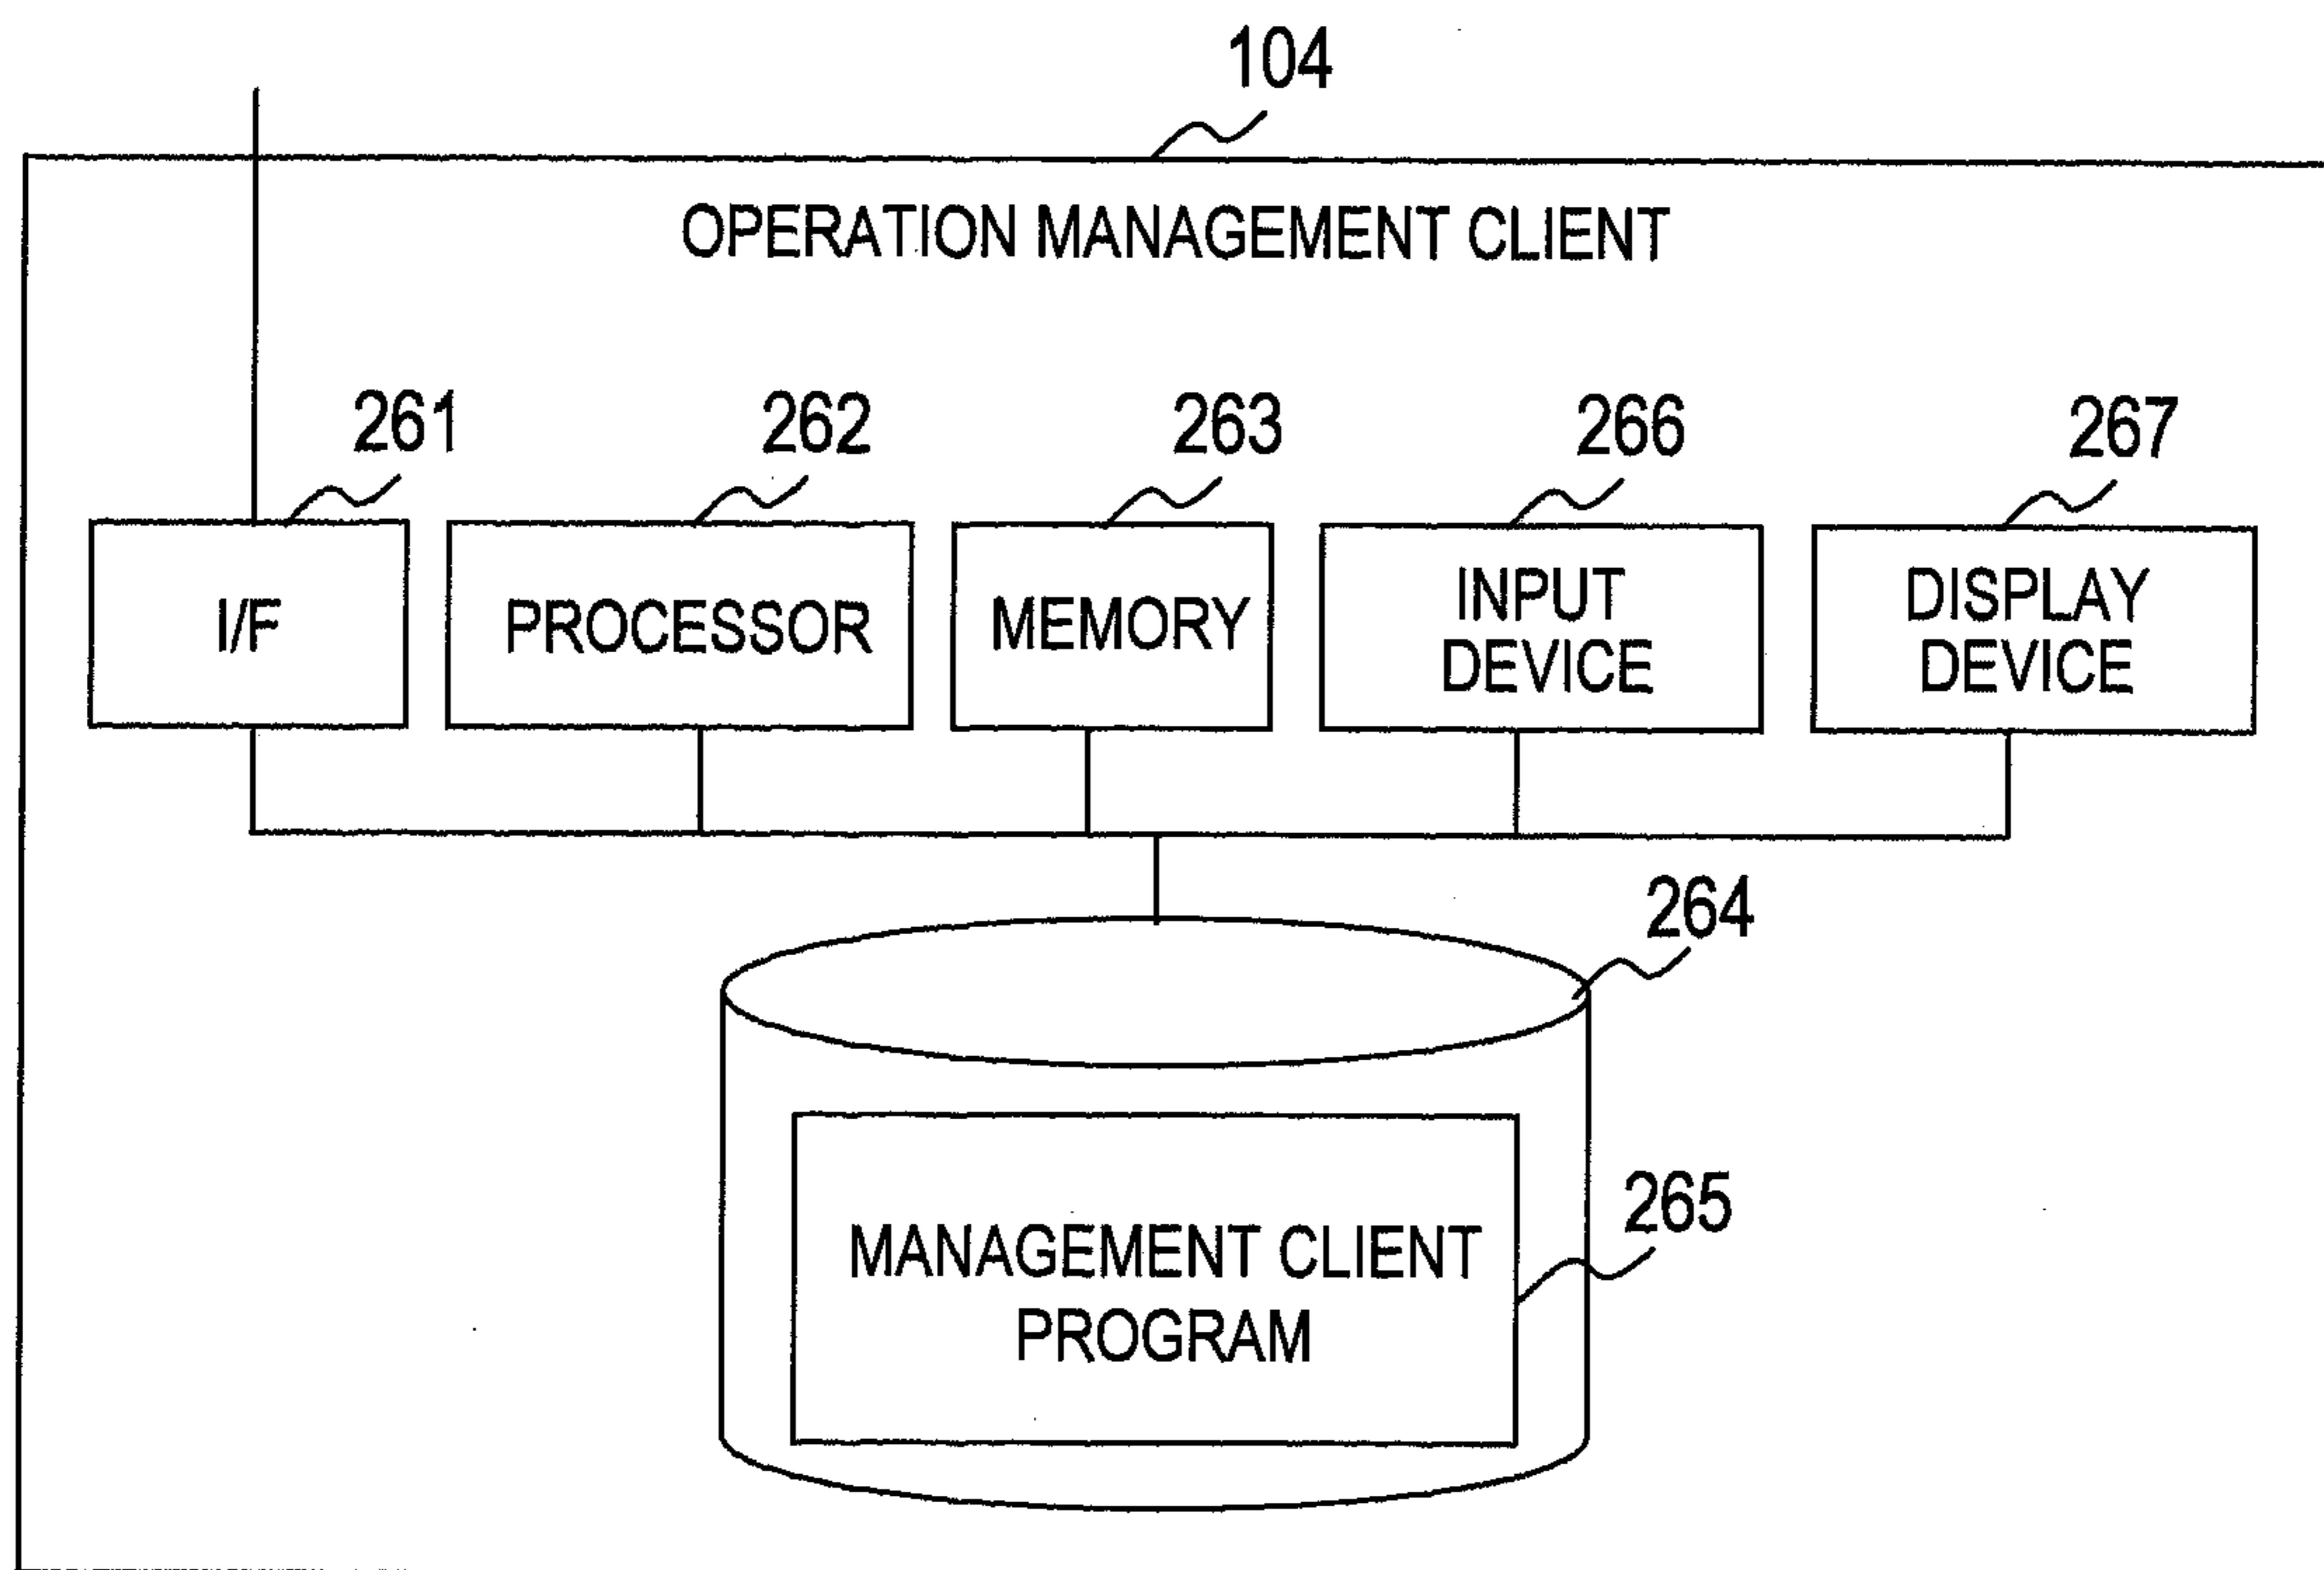 104
OPERATION MANAGEMENT CLIENT
261
262
263
266
267
I/F
PROCESSOR
MEMORY
INPUT
DEVICE
DISPLAY
DEVICE
264
265
MANAGEMENT CLIENT
PROGRAM